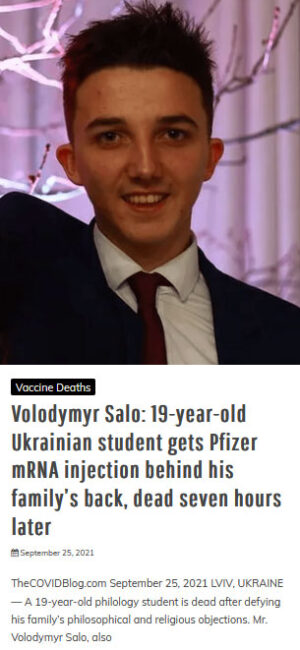 Vaccine Deaths
Volodymyr Salo: 19-year-old
Ukrainian student gets Pfizer
mRNA injection behind his
family's back, dead seven hours
later
September 25, 2021
TheCOVIDBlog.com September 25, 2021 LVIV, UKRAINE
— A 19-year-old philology student is dead after defying
his family's philosophical and religious objections. Mr.
Volodymyr Salo, also